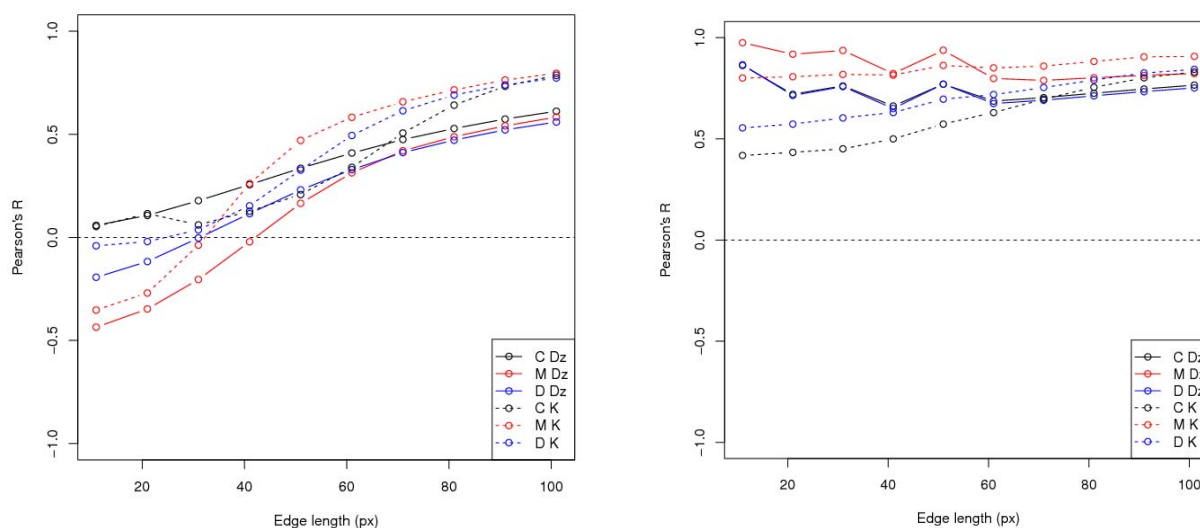 1.0
0.5
0.0
-0.5
-1.0
Pearson's R
20 40 60 80 100
Edge length (px)
C Dz
M Dz
D Dz
C K
M K
D K
1.0
0.5
0.0
-0.5
-1.0
Pearson's R
20 40 60 80 100
Edge length (px)
C Dz
M Dz
D Dz
C K
M K
D K